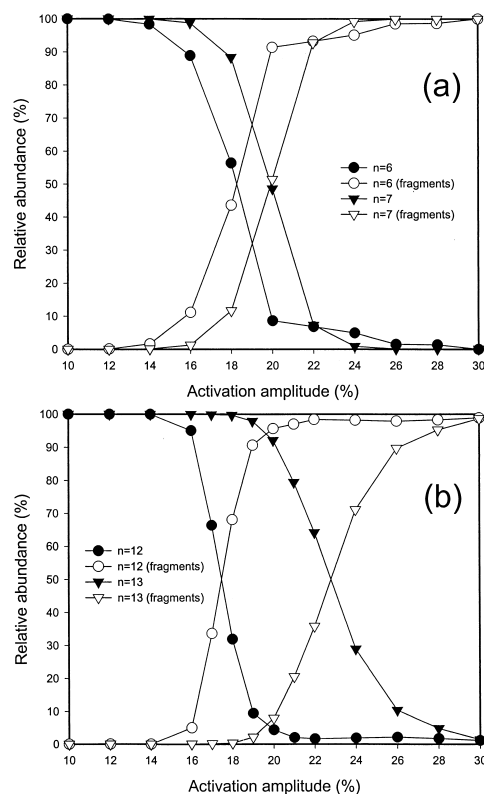 100
90
80
70
60
50
40
30
20
10
0
Relative abundance (%)
(a)
n=6
n=6 (fragments)
n=7
n=7 (fragments)
10 12 14 16 18 20 22 24 26 28 30
Activation amplitude (%)
100
90
80
70
60
50
40
30
20
10
0
Relative abundance (%)
(b)
n=12
n=12 (fragments)
n=13
n=13 (fragments)
10 12 14 16 18 20 22 24 26 28 30
Activation amplitude (%)